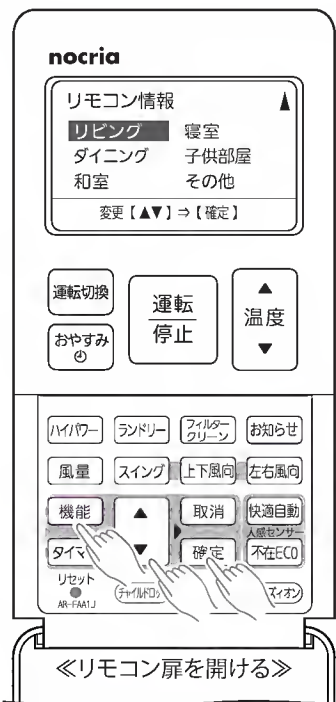 nocria
リモコン情報 ▲
リビング 寝室
ダイニング 子供部屋
和室 その他
変更【▲▼】⇒【確定】
運転切換
運転
停止
▲
温度
▼
おやすみ
ハイパワー ランドリー フィルター
クリーン お知らせ
風量 スイング 上下風向 左右風向
機能 ▲ 取消 快適自動
人感センサー
▼ 確定 不在ECO
リセット
AR-FAA1J
≪リモコン扉を開ける≫